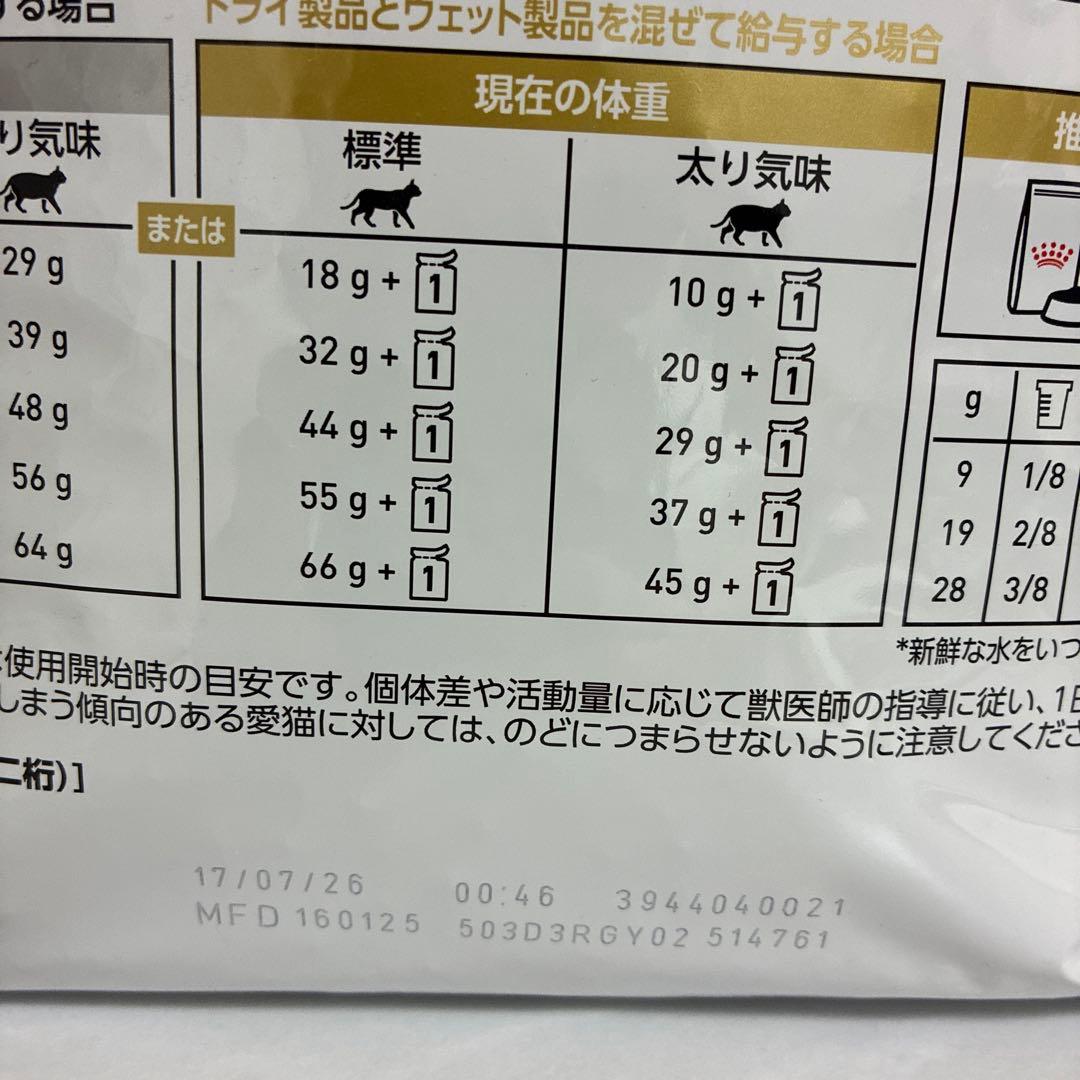 する場合
ドライ製品とウェット製品を混ぜて給与する場合
り気味
29 g
39 g
48 g
56 g
64 g
または
現在の体重
標準 太り気味
18 g + 1 10 g + 1
32 g + 1 20 g + 1
44 g + 1 29 g + 1
55 g + 1 37 g + 1
66 g + 1 45 g + 1
推
g
9 1/8
19 2/8
28 3/8
*新鮮な水をいつ
使用開始時の目安です。個体差や活動量に応じて獣医師の指導に従い、1日
しまう傾向のある愛猫に対しては、のどにつまらせないように注意してくださ
二桁)]
17/07/26 00:46 3944040021
MFD 160125 503D3RGY02 514761